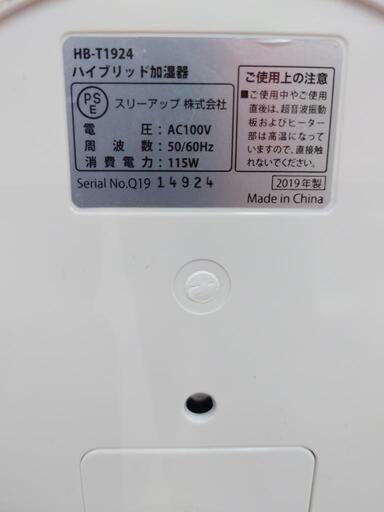 HB-T1924
ハイブリッド加湿器
PSE
スリーアップ 株式会社
電圧:AC100V
周波数:50/60Hz
消費電力:115W
Serial No.Q19 14924
ご使用上の注意
■ご使用中やご使用
直後は、超音波振動
板およびヒーター
部は高温になって
いますので、直接触
れないでください。
2019年製
Made in China